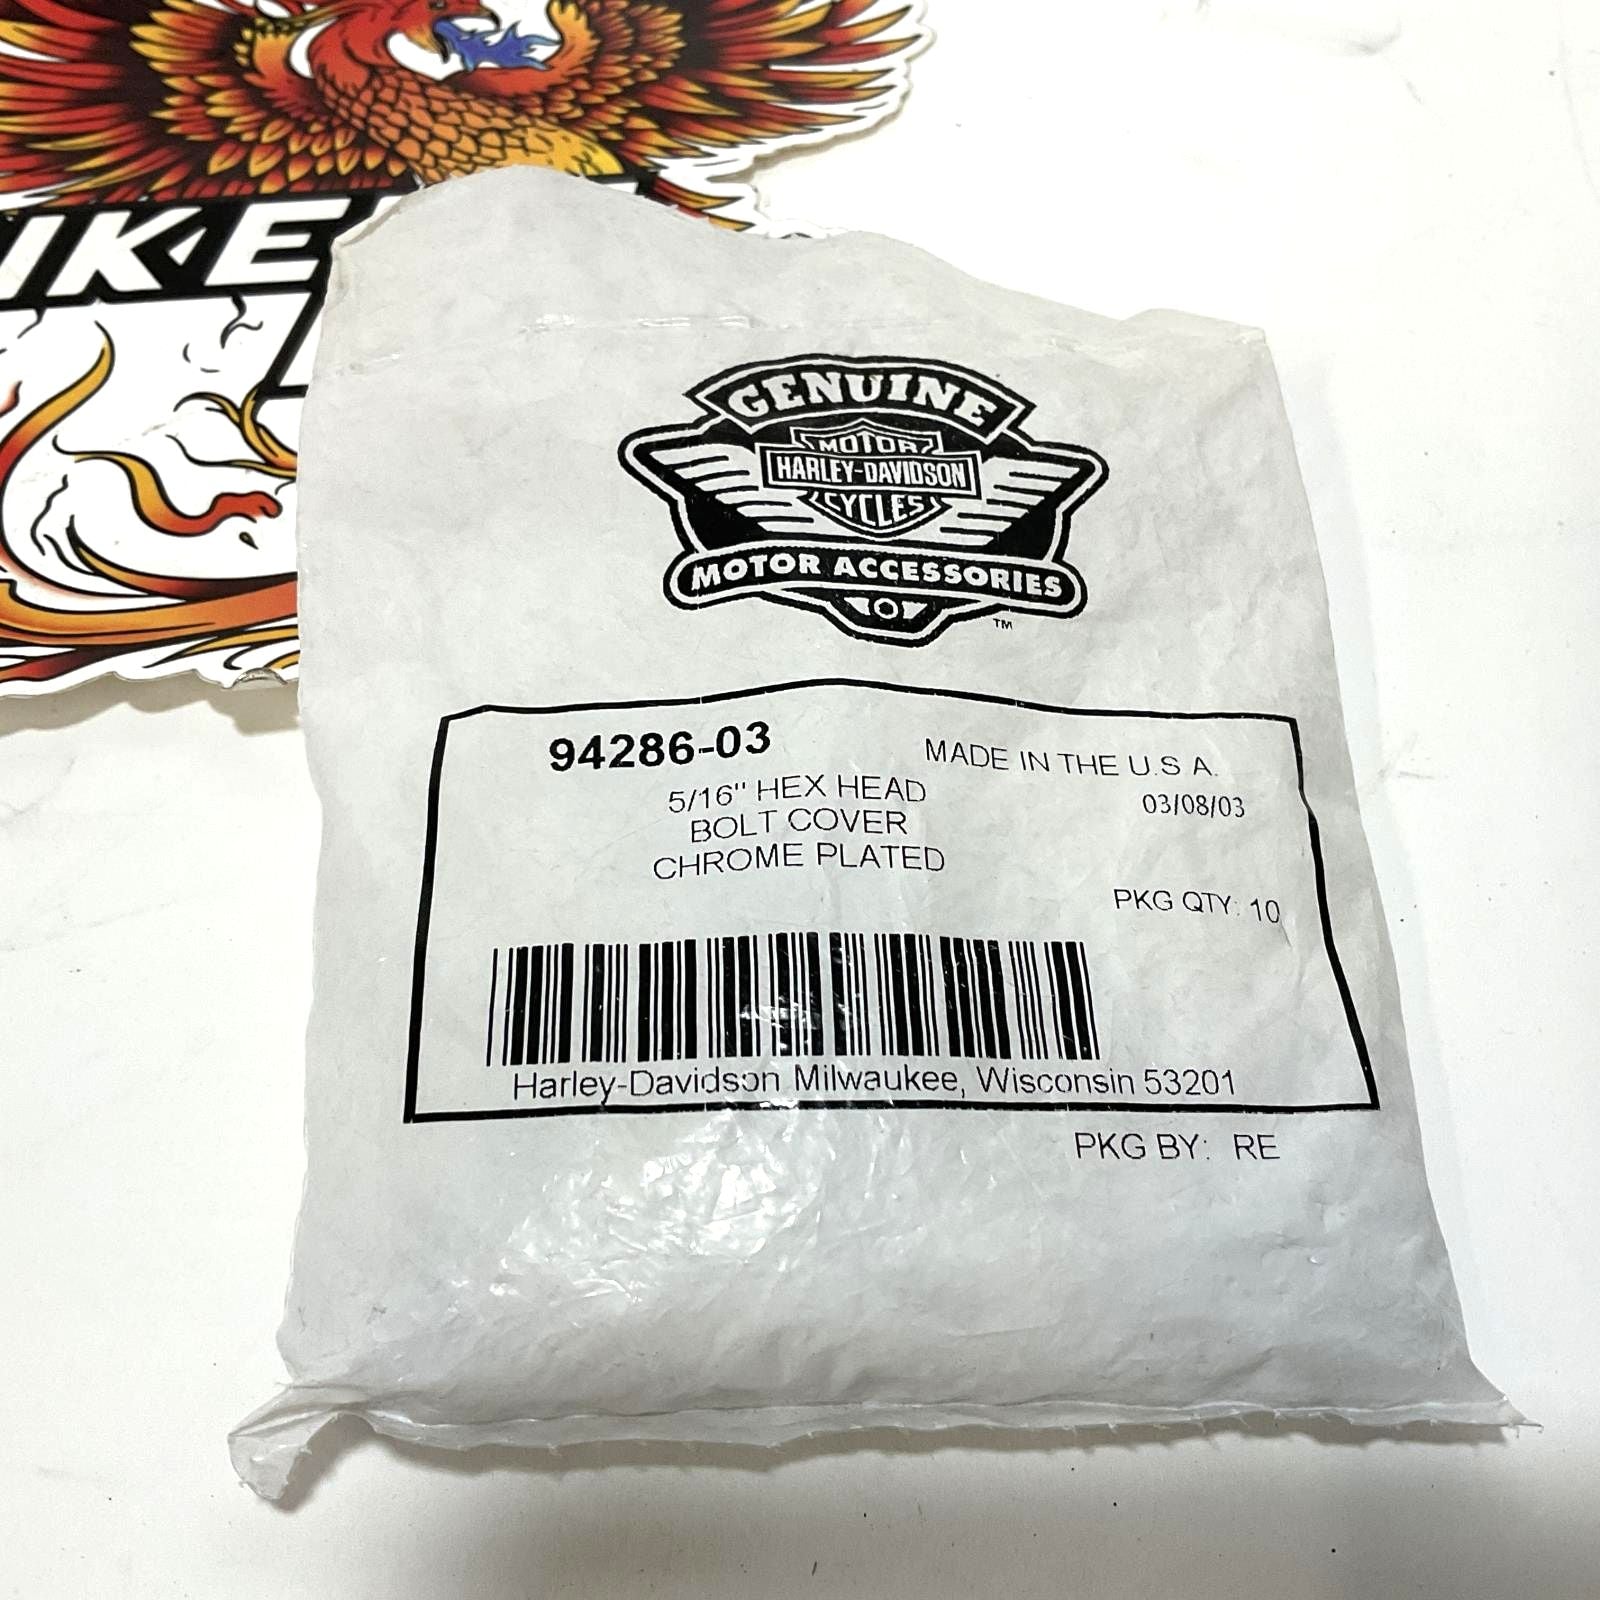 GENUINE
MOTOR
HARLEY-DAVIDSON
CYCLES
MOTOR ACCESSORIES
TM
94286-03
MADE IN THE U.S A.
5/16" HEX HEAD
03/08/03
BOLT COVER
CHROME PLATED
PKG QTY: 10
Harley-Davidson Milwaukee, Wisconsin 53201
PKG BY: RE